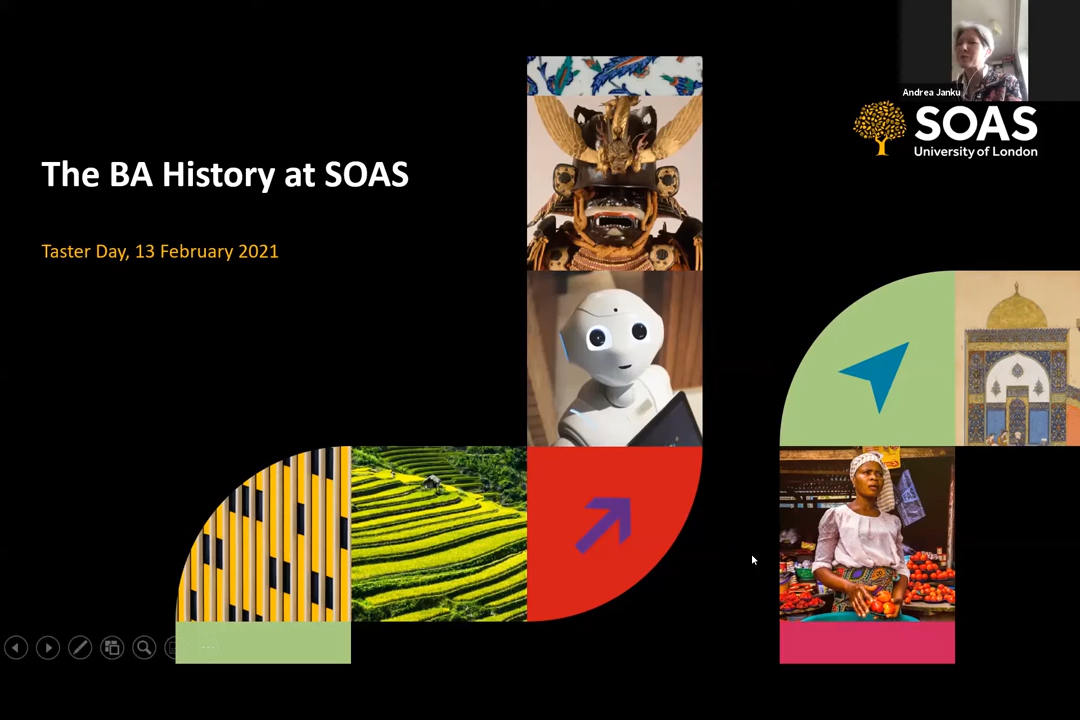 The BA History at SOAS
Taster Day, 13 February 2021
Andrea Janku
SOAS
University of London